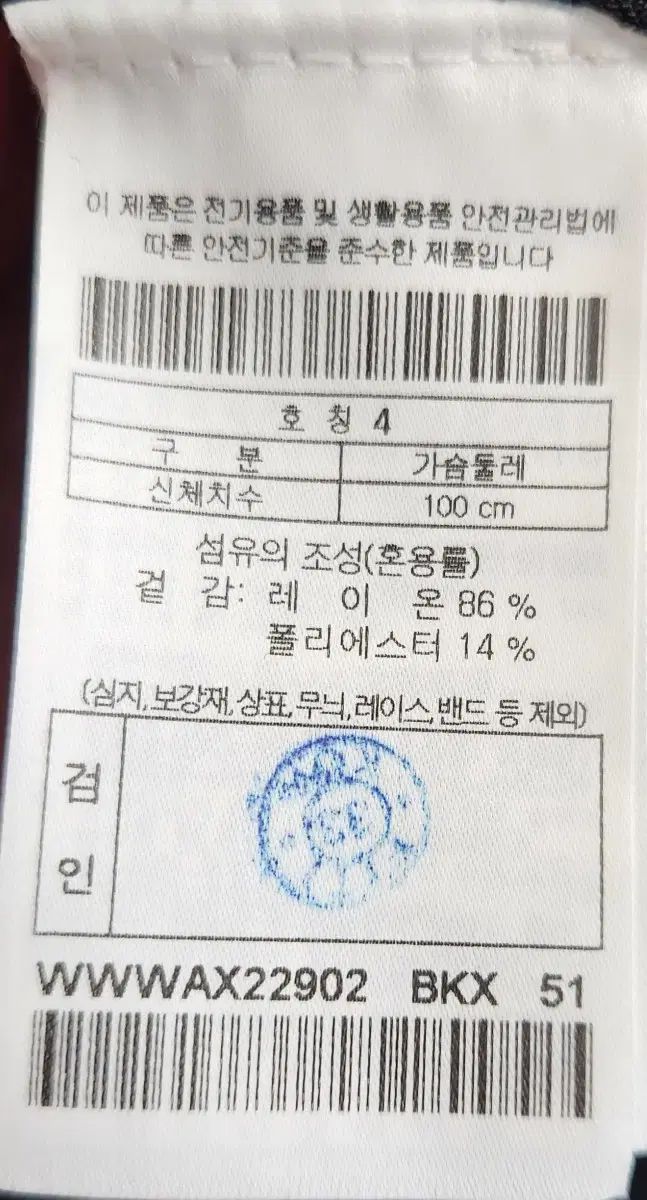 이 제품은 전기용품 및 생활용품 안전관리법에
따른 안전기준을 준수한 제품입니다
호 칭 4
구 분 가슴둘레
신체치수 100 cm
섬유의 조성(혼용률)
겉 감: 레 이 온 86 %
폴리에스터 14 %
(심지,보강재,상표,무늬,레이스,밴드 등 제외)
검
인
WWWAX22902 BKX 51